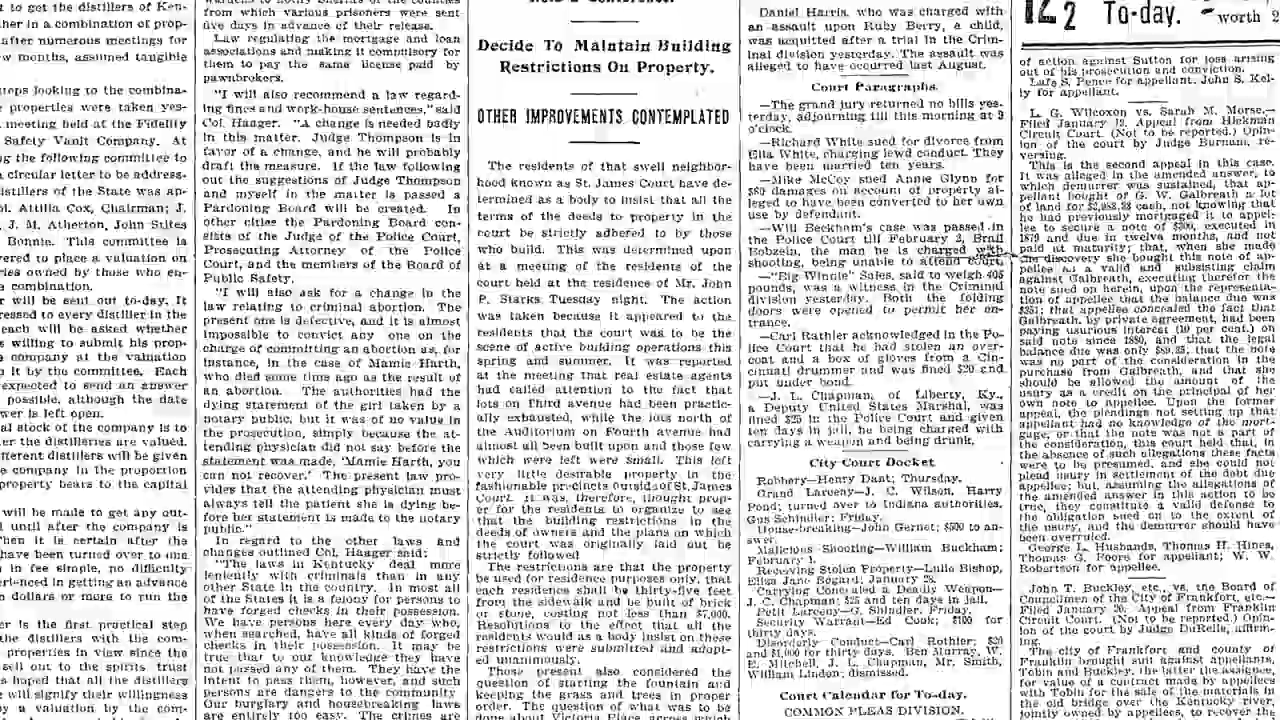 t to get the distillers of Ken-
her in a combination of prop-
after numerous meetings for
w months, assumed tangible
teps looking to the combina-
properties were taken yes-
meeting held at the Fidelity
Safety Vault Company. At
g the following committee to
circular letter to be address-
istillers of the State was ap-
l. Attilla Cox, Chairman; J.
J. M. Atherton, John Stites
Bonnie. This committee is
vered to place a valuation on
ries owned by those who en-
combination.
r will be sent out to-day. It
ressed to every distiller in the
each will be asked whether
s willing to submit his prop-
company at the valuation
it by the committee. Each
expected to send an answer
possible, although the date
wer is left open.
al stock of the company is to
er the distilleries are valued.
fferent distillers will be given
e company in the proportion
property bears to the capital
will be made to get any out-
l until after the company is
hen it is certain after the
have been turned over to one
in fee simple, no difficulty
rienced in getting an advance
dollars or more to run the
er is the first practical step
the distillers with the com-
properties in view since the
sell out to the spirits trust
s hoped that all the distillers
will signify their willingness
a valuation by the com-
from which various prisoners were sent
five days in advance of their release.
Law regulating the mortgage and loan
associations and making it compulsory for
them to pay the same license paid by
pawnbrokers.
"I will also recommend a law regard-
ing fines and work-house sentences," said
Col. Haager. "A change is needed badly
in this matter. Judge Thompson is in
favor of a change, and he will probably
draft the measure. If the law following
out the suggestions of Judge Thompson
and myself in the matter is passed a
Pardoning Board will be created. In
other cities the Pardoning Board con-
sists of the Judge of the Police Court,
Prosecuting Attorney of the Police
Court, and the members of the Board of
Public Safety.
"I will also ask for a change in the
law relating to criminal abortion. The
present one is defective, and it is almost
impossible to convict any one on the
charge of committing an abortion as, for
instance, in the case of Mamie Harth,
who died some time ago as the result of
an abortion. The authorities had the
dying statement of the girl taken by a
notary public, but it was of no value in
the prosecution, simply because the at-
tending physician did not say before the
statement was made, 'Mamie Harth, you
can not recover.' The present law pro-
vides that the attending physician must
always tell the patient she is dying be-
fore her statement is made to the notary
public."
In regard to the other laws and
changes outlined Col. Haager said:
"The laws in Kentucky deal more
leniently with criminals than in any
other State in the country. In most all
of the States it is a felony for persons to
have forged checks in their possession.
We have persons here every day who,
when searched, have all kinds of forged
checks in their possession. It may be
true that to our knowledge they have
not passed any of them. They have the
intent to pass them, however, and such
persons are dangers to the community
Our burglary and housebreaking laws
are entirely too easy. The crimes are
Decide To Maintain Building
Restrictions On Property.
OTHER IMPROVEMENTS CONTEMPLATED
The residents of that swell neighbor-
hood known as St. James Court have de-
termined as a body to insist that all the
terms of the deeds to property in the
court be strictly adhered to by those
who build. This was determined upon
at a meeting of the residents of the
court held at the residence of Mr. John
P. Starks Tuesday night. The action
was taken because it appeared to the
residents that the court was to be the
scene of active building operations this
spring and summer. It was reported
at the meeting that real estate agents
had called attention to the fact that
lots on Third avenue had been practic-
ally exhausted, while the lots north of
the Auditorium on Fourth avenue had
almost all been built upon and those few
which were left were small. This left
very little desirable property in the
fashionable precincts outside of St. James
Court. It was, therefore, thought prop-
er for the residents to organize to see
that the building restrictions in the
deeds of owners and the plans on which
the court was originally laid out be
strictly followed
The restrictions are that the property
be used for residence purposes only, that
each residence shall be thirty-five feet
from the sidewalk and be built of brick
or stone, costing not less than $7,000.
Resolutions to the effect that all the
residents would as a body insist on these
restrictions were submitted and adopt-
ed unanimously.
Those present also considered the
question of starting the fountain and
keeping the grass and trees in proper
order. The question of what was to be
done about Victoria Place, across which
Daniel Harris, who was charged with
an assault upon Ruby Berry, a child,
was acquitted after a trial in the Crim-
inal division yesterday. The assault was
alleged to have occurred last August.
Court Paragraphs.
—The grand jury returned no bills yes-
terday, adjourning till this morning at 9
o'clock.
—Richard White sued for divorce from
Ella White, charging lewd conduct. They
have been married ten years.
—Mike McCoy sued Annie Glynn for
$80 damages on account of property al-
leged to have been converted to her own
use by defendant.
—Will Beckham's case was passed in
the Police Court till February 2, Brull
Bobzein, the man he is charged with
shooting, being unable to attend court.
—"Big Winnie" Sales, said to weigh 405
pounds, was a witness in the Criminal
division yesterday. Both the folding
doors were opened to permit her en-
trance.
—Carl Rathler acknowledged in the Po-
lice Court that he had stolen an over-
coat and a box of gloves from a Cin-
cinnati drummer and was fined $20 and
put under bond.
—J. L. Chapman, of Liberty, Ky.,
a Deputy United States Marshal, was
fined $25 in the Police Court and given
ten days in jail, he being charged with
carrying a weapon and being drunk.
City Court Docket
Robbery—Henry Dant; Thursday.
Grand Larceny—J. C. Wilson, Harry
Pond; turned over to Indiana authorities.
Gus Schindler; Friday.
House-breaking—John Gernet; $500 to an-
swer.
Malicious Shooting—William Buckham;
February 1.
Receiving Stolen Property—Lulie Bishop,
Eliza Jane Bogard; January 28.
Carrying Concealed a Deadly Weapon—
J. C. Chapman; $25 and ten days in jail.
Petit Larceny—G. Shindler. Friday.
Security Warrant—Ed Cook; $100 for
thirty days.
Disorderly Conduct—Carl Rothler; $20
and $1,000 for thirty days. Ben Murray, W.
E. Mitchell, J. L. Chapman, Mr. Smith,
William Linden; dismissed.
Court Calendar for To-day.
COMMON PLEAS DIVISION.
12 2 To-day. — worth 2
of action against Sutton for loss arising
out of his prosecution and conviction.
Lafe S. Pence for appellant. John S. Kel-
ly for appellant.
L. G. Wilcoxon vs. Sarah M. Morse,—
Filed January 19. Appeal from Hickman
Circuit Court. (Not to be reported.) Opin-
ion of the court by Judge Burnam, re-
versing.
This is the second appeal in this case.
It was alleged in the amended answer, to
which demurrer was sustained, that ap-
pellant bought of G. W. Galbreath a lot
of land for cash, not knowing that
he had previously mortgaged it to appel-
lee to secure a note of $300, executed in
1879 and due in twelve months, and not
paid at maturity; that, when she made
the discovery she bought this note of ap-
pellee as a valid and subsisting claim
against Galbreath, executing therefor the
note sued on herein, upon the representa-
tion of appellee that the balance due was
$351; that appellee concealed the fact that
Galbreath, by private agreement, had been
paying usurious interest (10 per cent.) on
said note since 1880, and that the legal
balance due was only that the note
was no part of the consideration in the
purchase from Galbreath, and that she
should be allowed the amount of the
usury as a credit on the principal of her
own note to appellee. Upon the former
appeal, the pleadings not setting up that
appellant had no knowledge of the mort-
gage, or that the note was not a part of
the consideration, this court held that, in
the absence of such allegations these facts
were to be presumed, and she could not
plead usury in settlement of the debt due
appellee; but, assuming the allegations of
the amended answer in this action to be
true, they constitute a valid defense to
the obligation sued on to the extent of
the usury, and the demurrer should have
been overruled.
George L. Husbands, Thomas H. Hines,
Thomas G. Poore for appellant; W. W.
Robertson for appellee.
John T. Buckley, etc., vs. the Board of
Councilmen of the City of Frankfort, etc.—
Filed January 20. Appeal from Franklin
Circuit Court. (Not to be reported.) Opin-
ion of the court by Judge DuRelle, affirm-
ing.
The city of Frankfort and county of
Franklin brought suit against appellants,
Tobin and Buckley, the latter the assignee,
for value of a contract made by appellees
with Tobin for the sale of the materials in
the old bridge over the Kentucky river,
jointly owned by appellees, to recover the